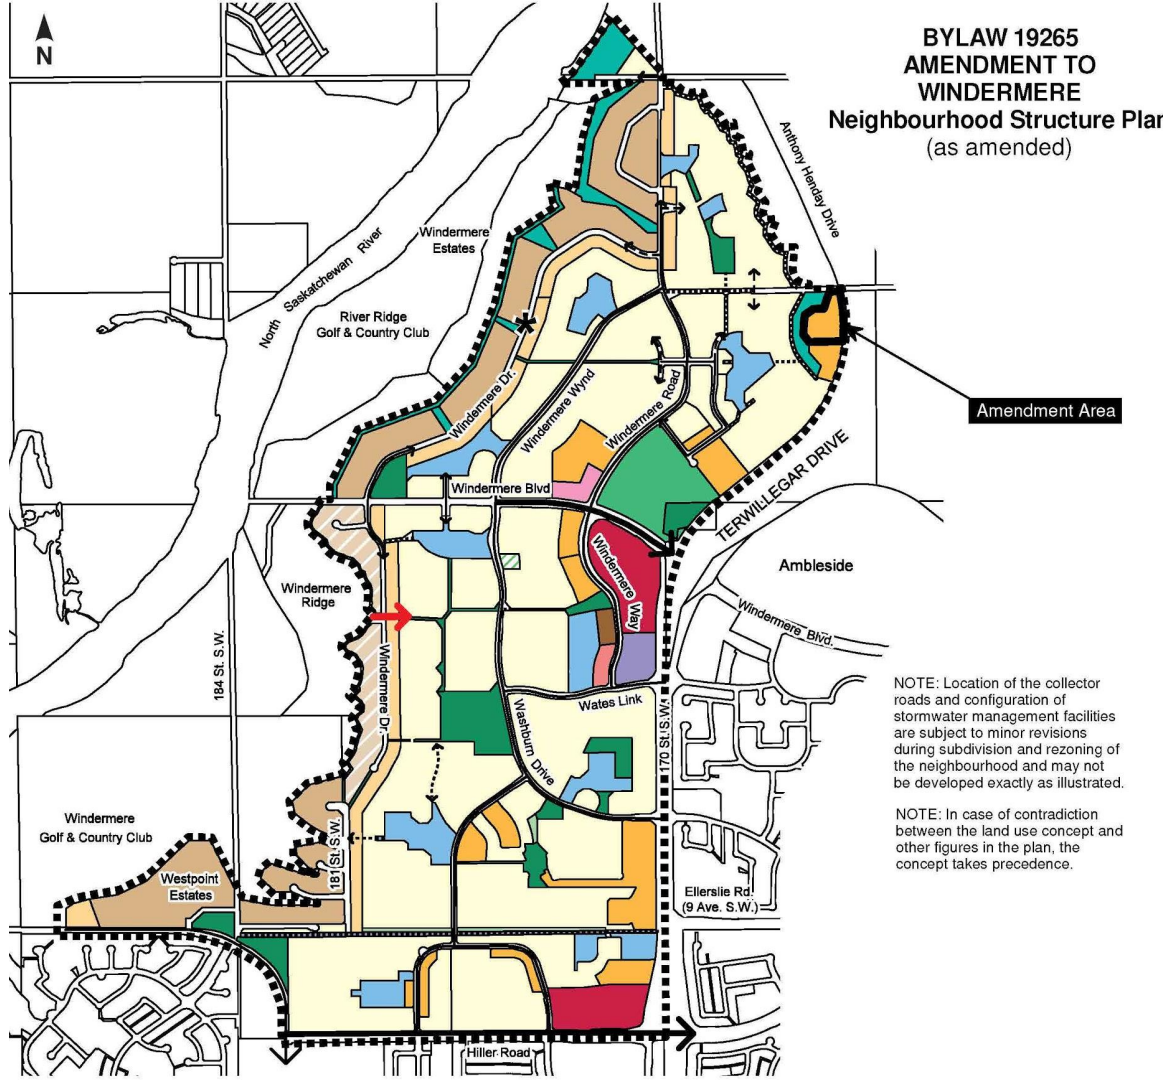 N
BYLAW 19265
AMENDMENT TO
WINDERMERE
Neighbourhood Structure Plan
(as amended)
Anthony Henday Drive
North Saskatchewan River
Windermere
Estates
River Ridge
Golf & Country Club
Windermere Dr.
Windermere Wynd
Windermere Road
Amendment Area
TERWILLEGAR DRIVE
Windermere Blvd
Ambleside
Windermere Blvd.
Windermere
Ridge
Windermere Way
184 St. S.W.
Windermere Dr.
Wates Link
Washburn Drive
170 St. S.W.
NOTE: Location of the collector
roads and configuration of
stormwater management facilities
are subject to minor revisions
during subdivision and rezoning of
the neighbourhood and may not
be developed exactly as illustrated.
NOTE: In case of contradiction
between the land use concept and
other figures in the plan, the
concept takes precedence.
Windermere
Golf & Country Club
181 St. S.W.
Westpoint
Estates
Ellerslie Rd.
(9 Ave. S.W.)
Hiller Road